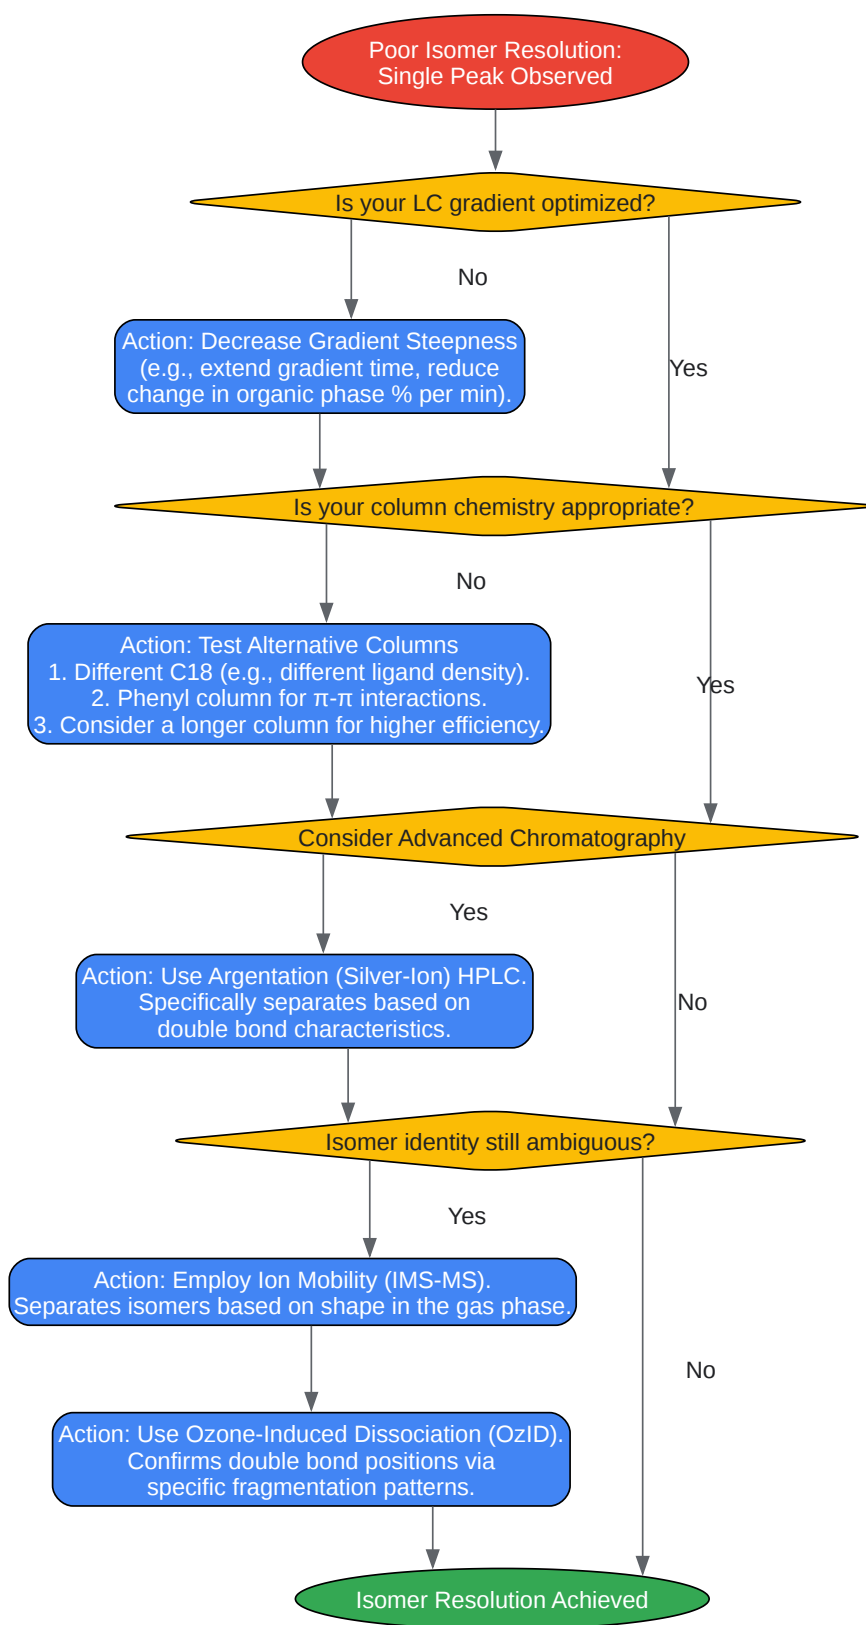 Poor Isomer Resolution:
Single Peak Observed
Is your LC gradient optimized?
No
Action: Decrease Gradient Steepness
(e.g., extend gradient time, reduce
change in organic phase % per min).
Yes
Is your column chemistry appropriate?
No
Action: Test Alternative Columns
1. Different C18 (e.g., different ligand density).
2. Phenyl column for π-π interactions.
3. Consider a longer column for higher efficiency.
Yes
Consider Advanced Chromatography
Yes
Action: Use Argentation (Silver-Ion) HPLC.
Specifically separates based on
double bond characteristics.
No
Isomer identity still ambiguous?
Yes
Action: Employ Ion Mobility (IMS-MS).
Separates isomers based on shape in the gas phase.
No
Action: Use Ozone-Induced Dissociation (OzID).
Confirms double bond positions via
specific fragmentation patterns.
Isomer Resolution Achieved